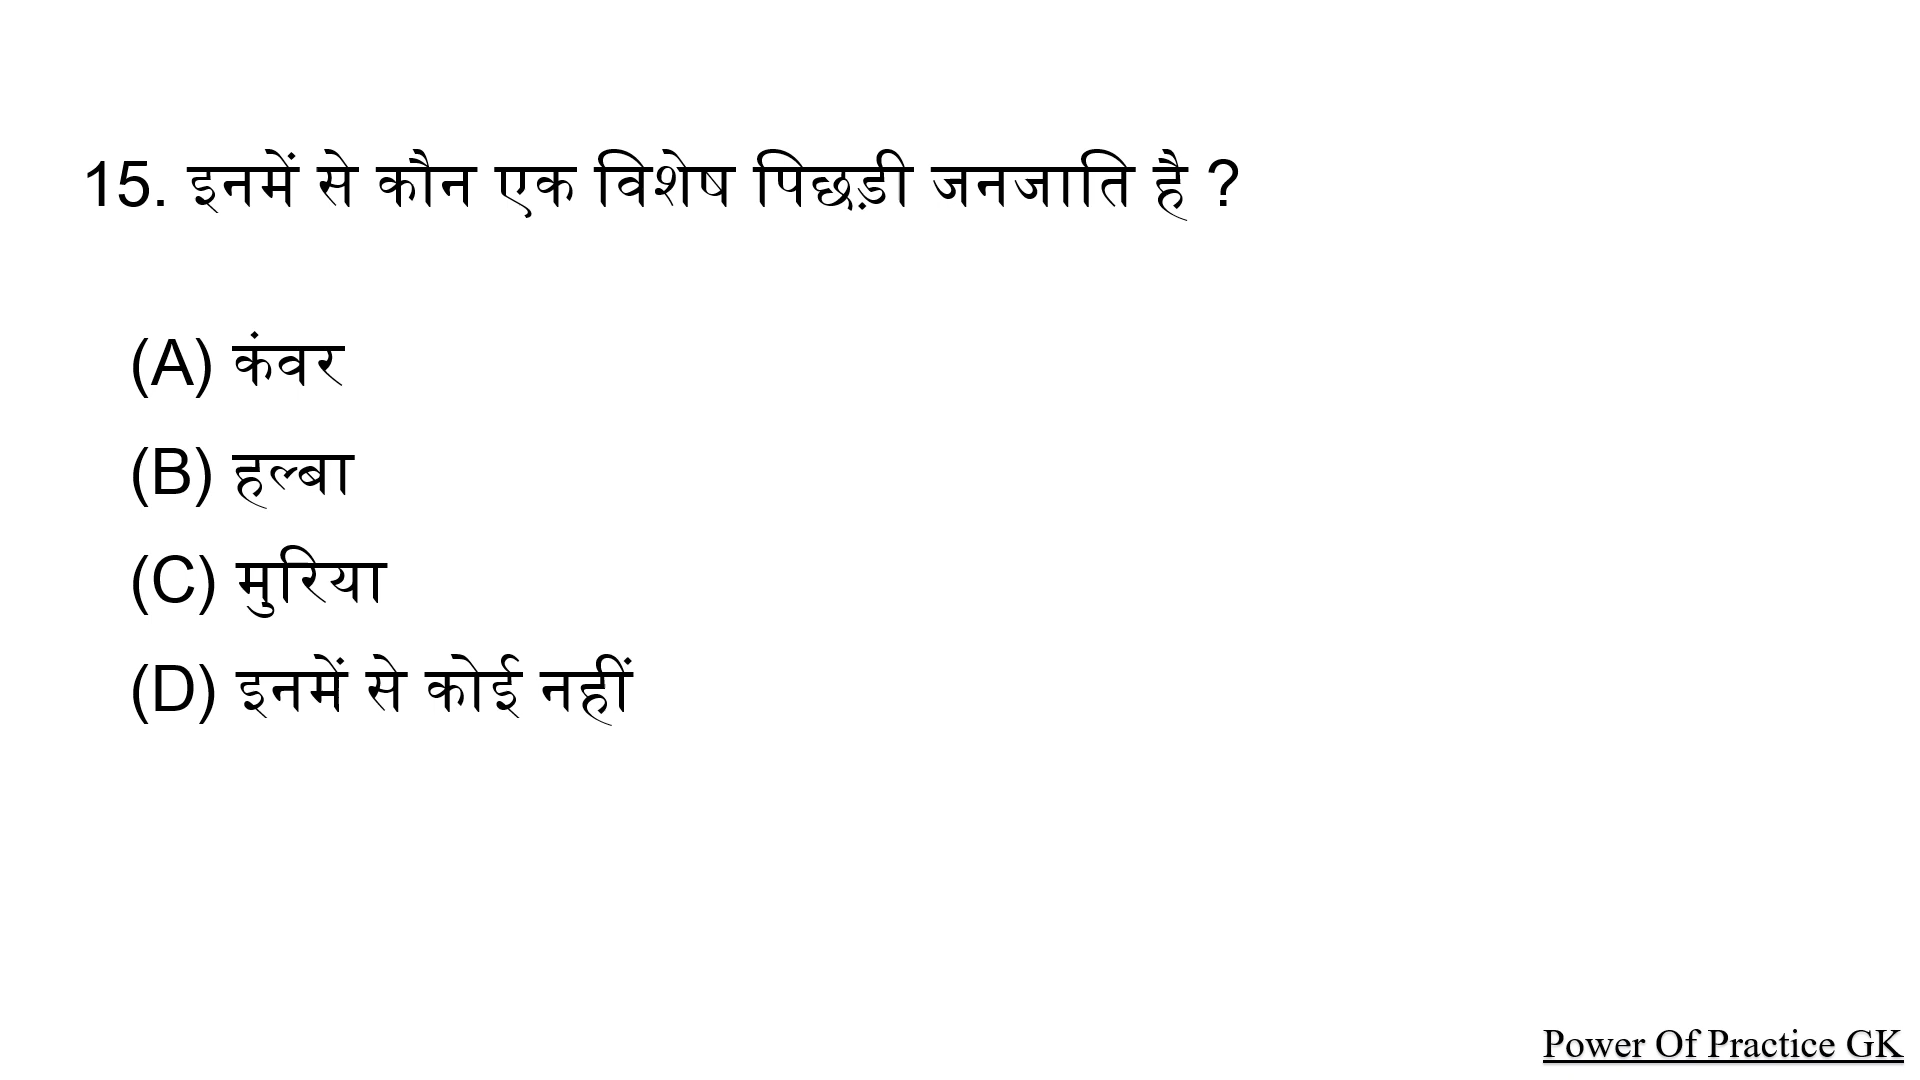 15. इनमें से कौन एक विशेष पिछड़ी जनजाति है ?
(A) कंवर
(B) हल्बा
(C) मुरिया
(D) इनमें से कोई नहीं
Power Of Practice GK